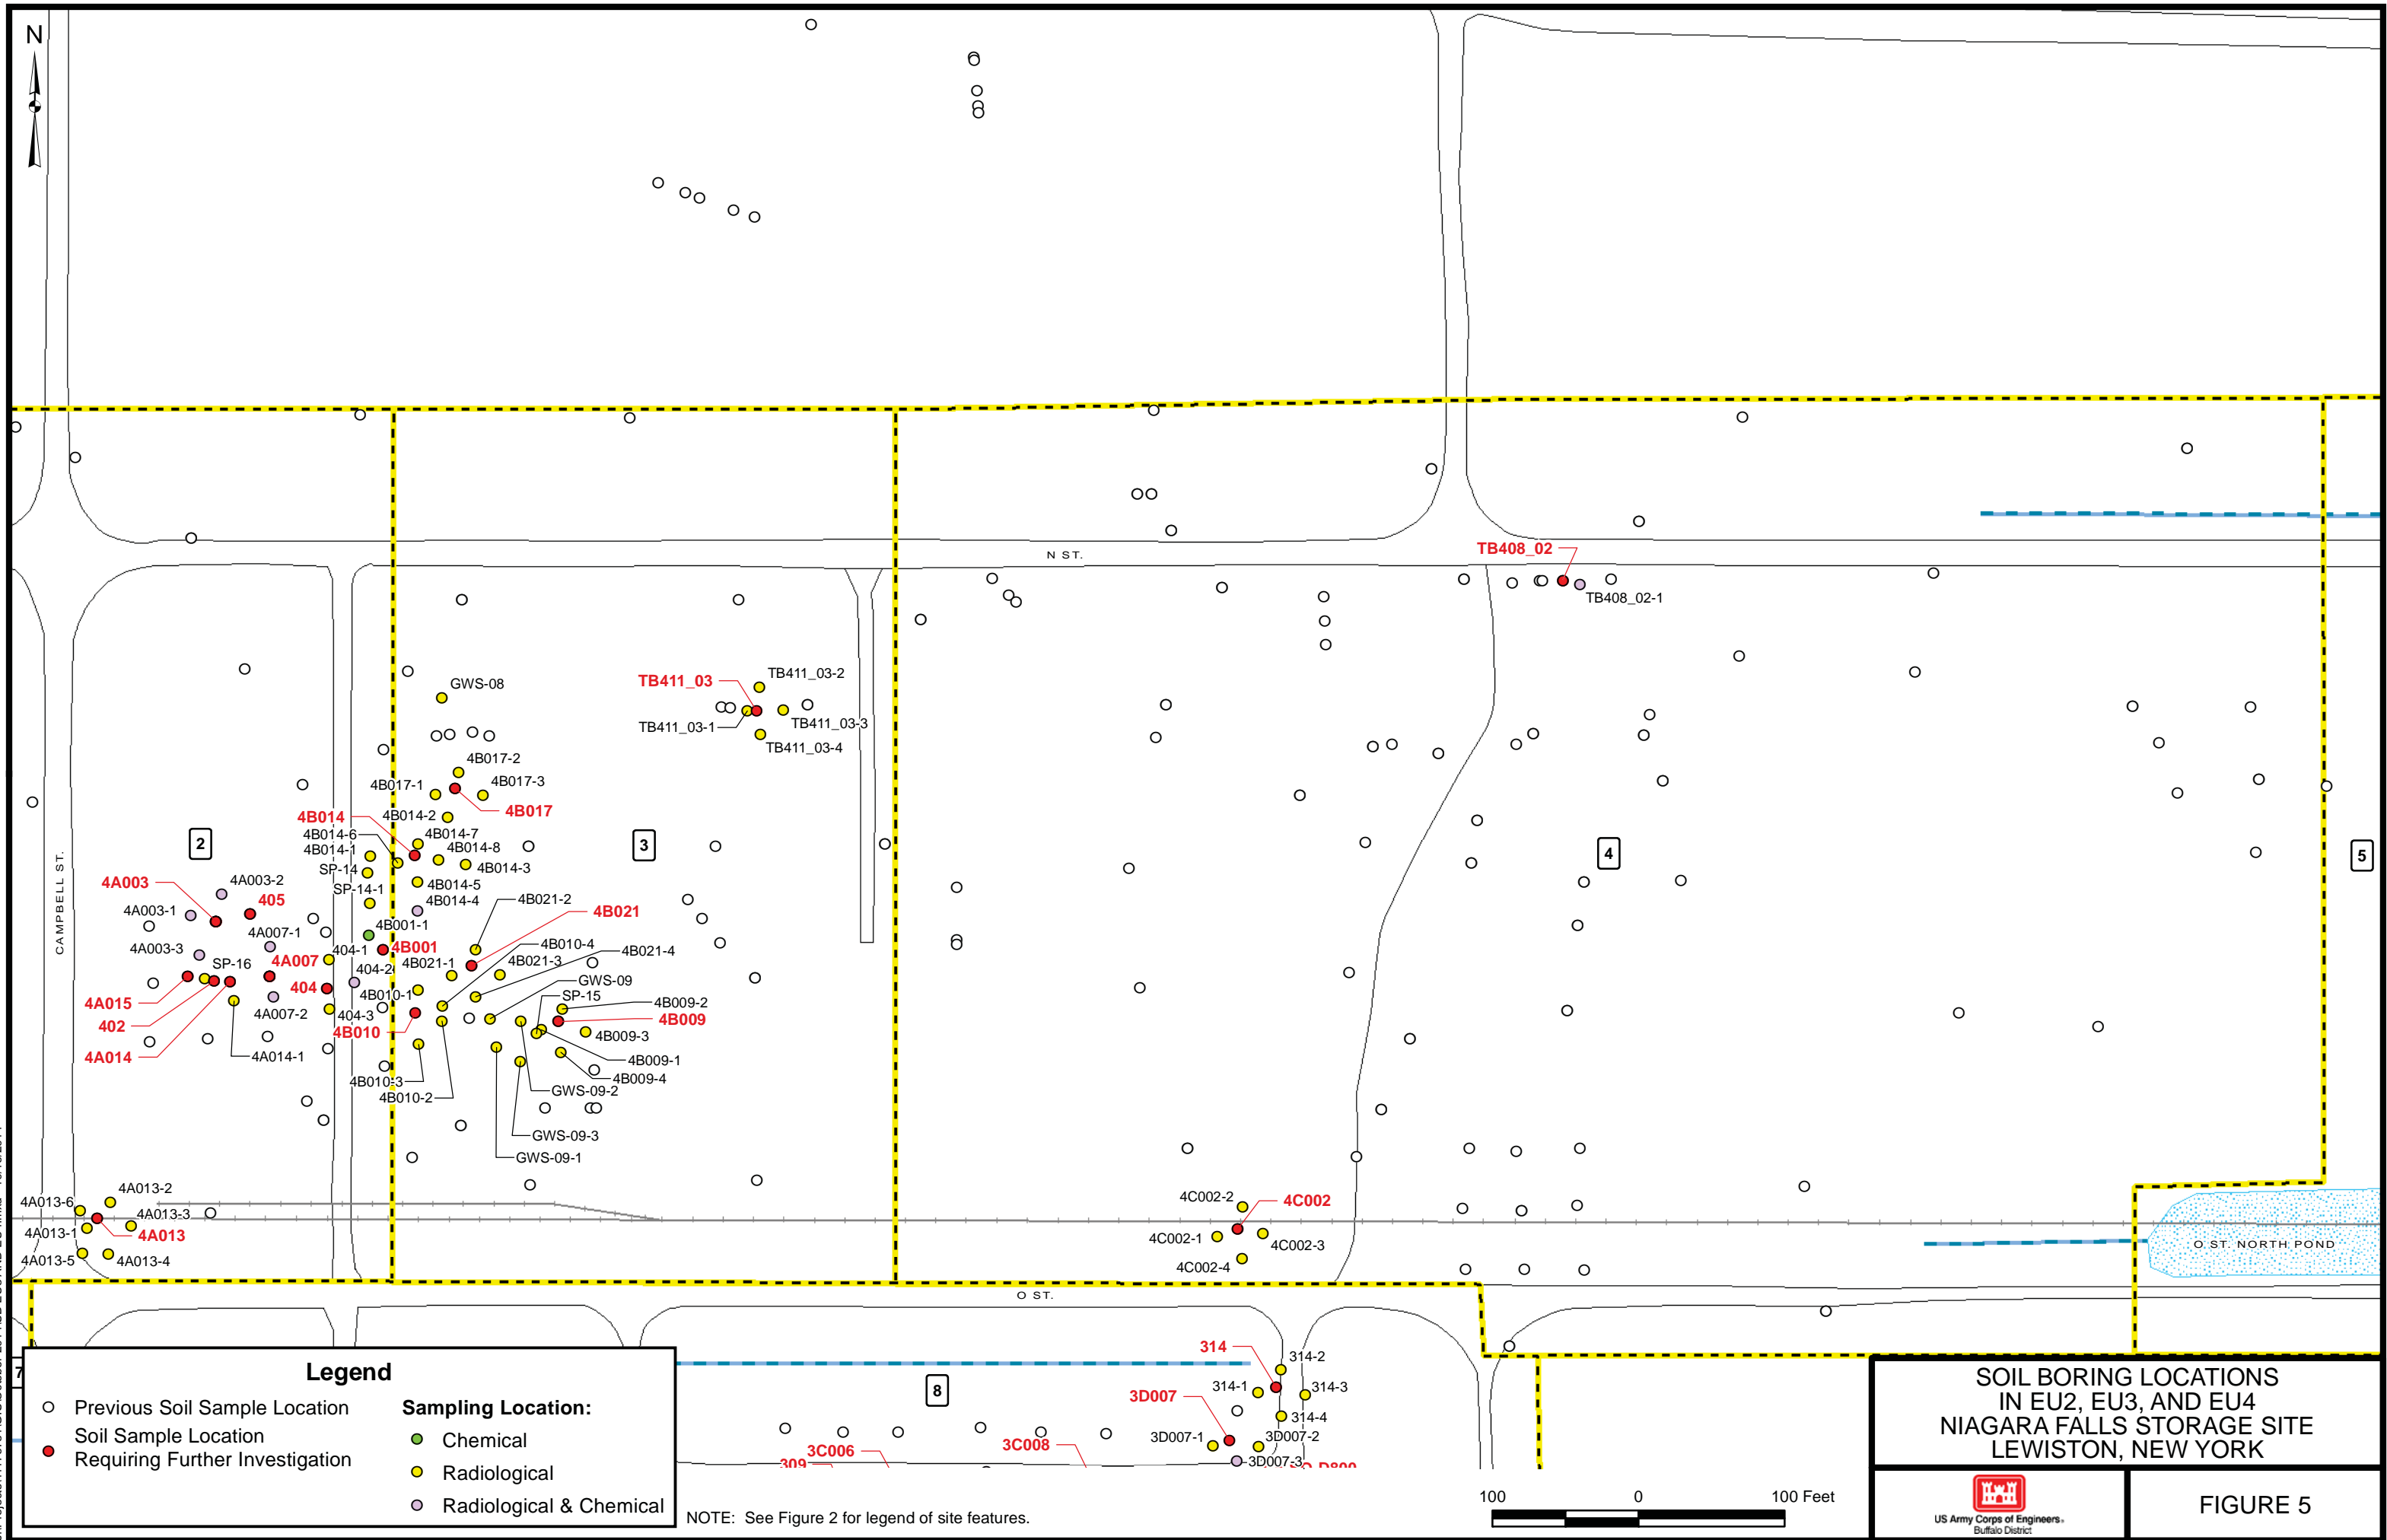 N
N ST.
TB408_02
TB408_02-1
GWS-08
TB411_03-2
TB411_03
TB411_03-1
TB411_03-3
TB411_03-4
4B017-2
4B017-1
4B017-3
4B017
4B014-2
4B014
4B014-6
4B014-7
4B014-1
4B014-8
SP-14
4B014-3
4B014-5
SP-14-1
4B014-4
2
3
4
5
CAMPBELL ST.
4A003
4A003-2
405
4A003-1
4A007-1
4A003-3
SP-16
4A007
4A015
402
4A014
4A014-1
4A007-2
404
404-1
404-2
404-3
4B001-1
4B001
4B021-2
4B021
4B021-1
4B021-3
4B021-4
4B010-4
4B010-1
4B010
4B010-3
4B010-2
GWS-09
SP-15
4B009-2
4B009
4B009-3
4B009-1
4B009-4
GWS-09-2
GWS-09-3
GWS-09-1
4A013-2
4A013-6
4A013-3
4A013-1
4A013
4A013-5
4A013-4
4C002-2
4C002
4C002-1
4C002-3
4C002-4
O ST. NORTH POND
O ST.
314
314-2
314-1
314-3
314-4
3D007
3D007-1
3D007-2
3D007-3
3C006
3C008
309
7
8
Legend
Previous Soil Sample Location
Soil Sample Location
Requiring Further Investigation
Sampling Location:
Chemical
Radiological
Radiological & Chemical
NOTE: See Figure 2 for legend of site features.
100 0 100 Feet
SOIL BORING LOCATIONS
IN EU2, EU3, AND EU4
NIAGARA FALLS STORAGE SITE
LEWISTON, NEW YORK
US Army Corps of Engineers®
Buffalo District
FIGURE 5